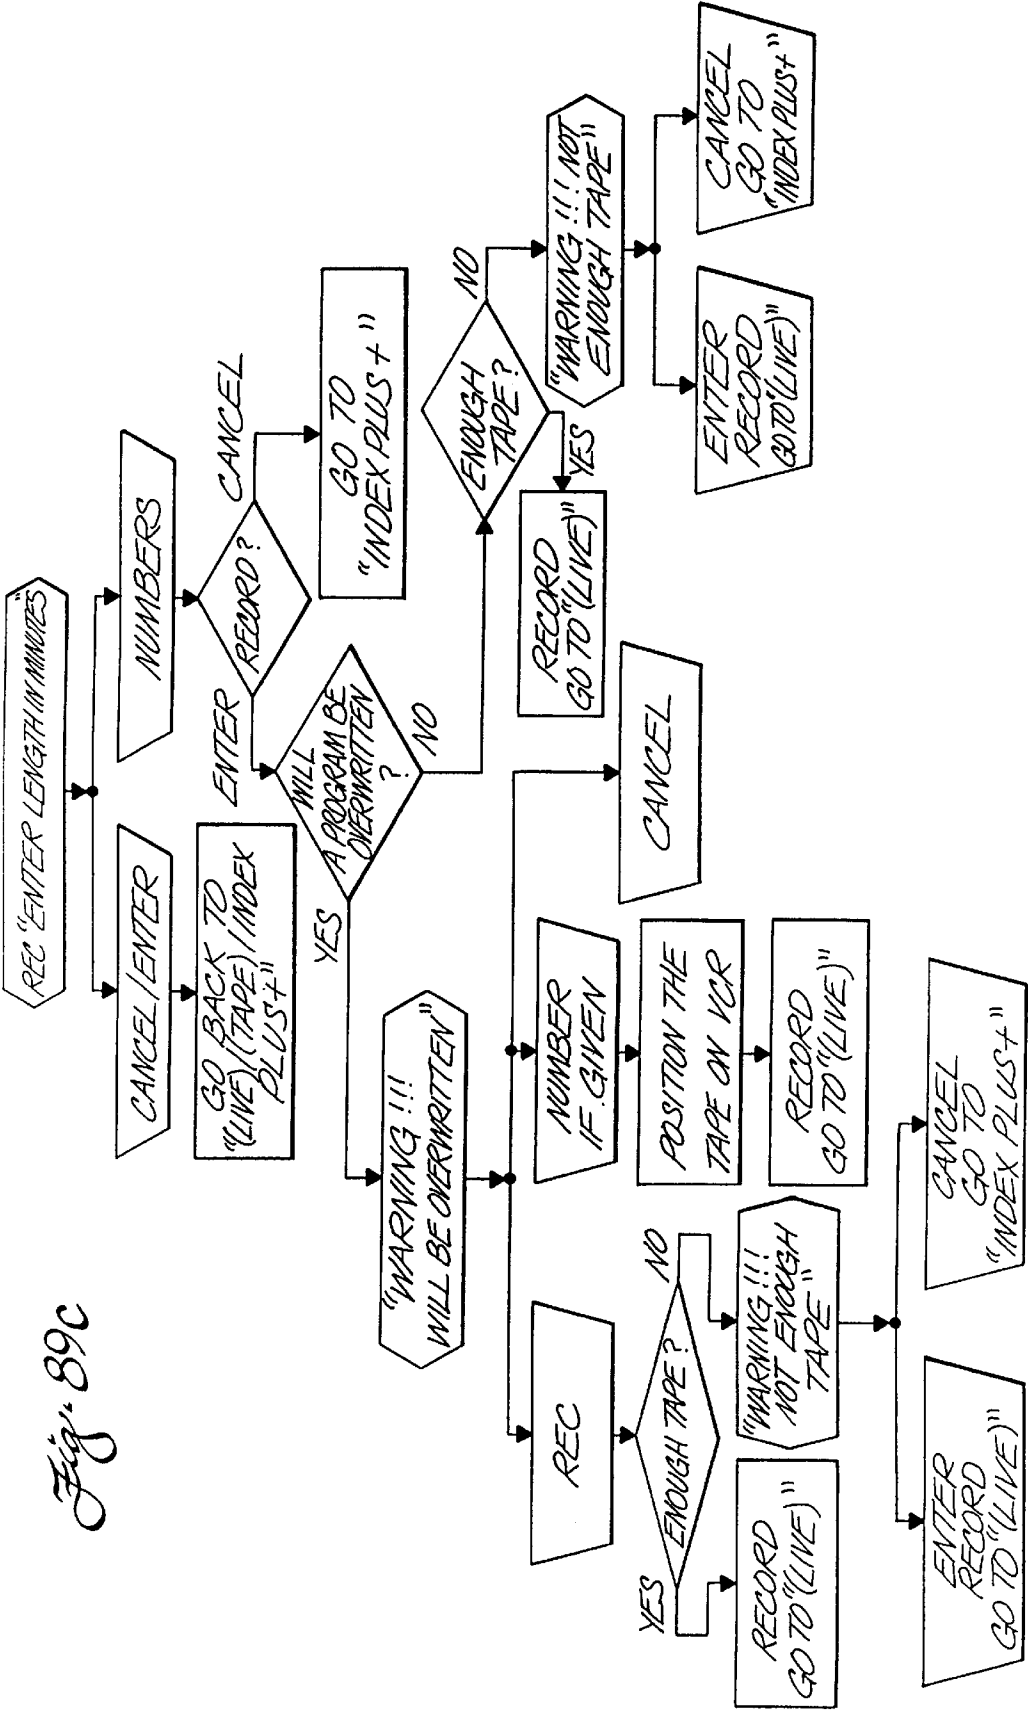 Fig. 89c
REC "ENTER LENGTH IN MINUTES"
CANCEL/ENTER
NUMBERS
GO BACK TO
"(LIVE)/(TAPE)/INDEX
PLUS+"
RECORD?
ENTER
CANCEL
GO TO
"INDEX PLUS+"
WILL
A PROGRAM BE
OVERWRITTEN
?
YES
NO
"WARNING !!!
WILL BE OVERWRITTEN"
ENOUGH
TAPE?
NO
YES
RECORD
GO TO "(LIVE)"
"WARNING !!! NOT
ENOUGH TAPE"
ENTER
RECORD
GO TO "(LIVE)"
CANCEL
GO TO
"INDEX PLUS+"
REC
NUMBER
IF GIVEN
CANCEL
ENOUGH TAPE?
YES
NO
POSITION THE
TAPE ON VCR
RECORD
GO TO "(LIVE)"
"WARNING !!!
NOT ENOUGH
TAPE"
RECORD
GO TO "(LIVE)"
ENTER
RECORD
GO TO "(LIVE)"
CANCEL
GO TO
"INDEX PLUS+"